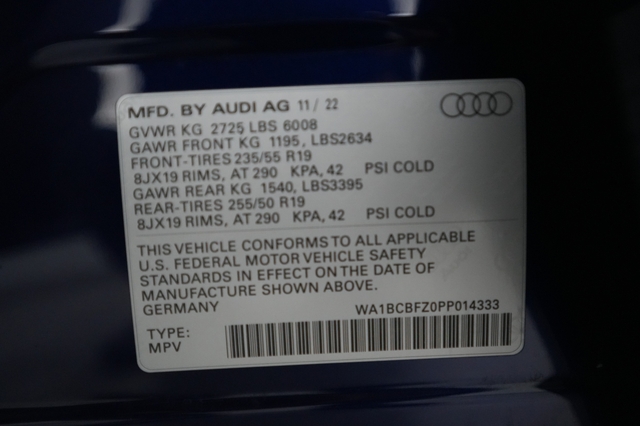 MFD. BY AUDI AG 11/ 22
GVWR KG 2725 LBS 6008
GAWR FRONT KG 1195, LBS2634
FRONT-TIRES 235/55 R19
8JX19 RIMS, AT 290 KPA, 42 PSI COLD
GAWR REAR KG 1540, LBS3395
REAR-TIRES 255/50 R19
8JX19 RIMS, AT 290 KPA, 42 PSI COLD
THIS VEHICLE CONFORMS TO ALL APPLICABLE
U.S. FEDERAL MOTOR VEHICLE SAFETY
STANDARDS IN EFFECT ON THE DATE OF
MANUFACTURE SHOWN ABOVE.
GERMANY WA1BCBFZ0PP014333
TYPE:
MPV